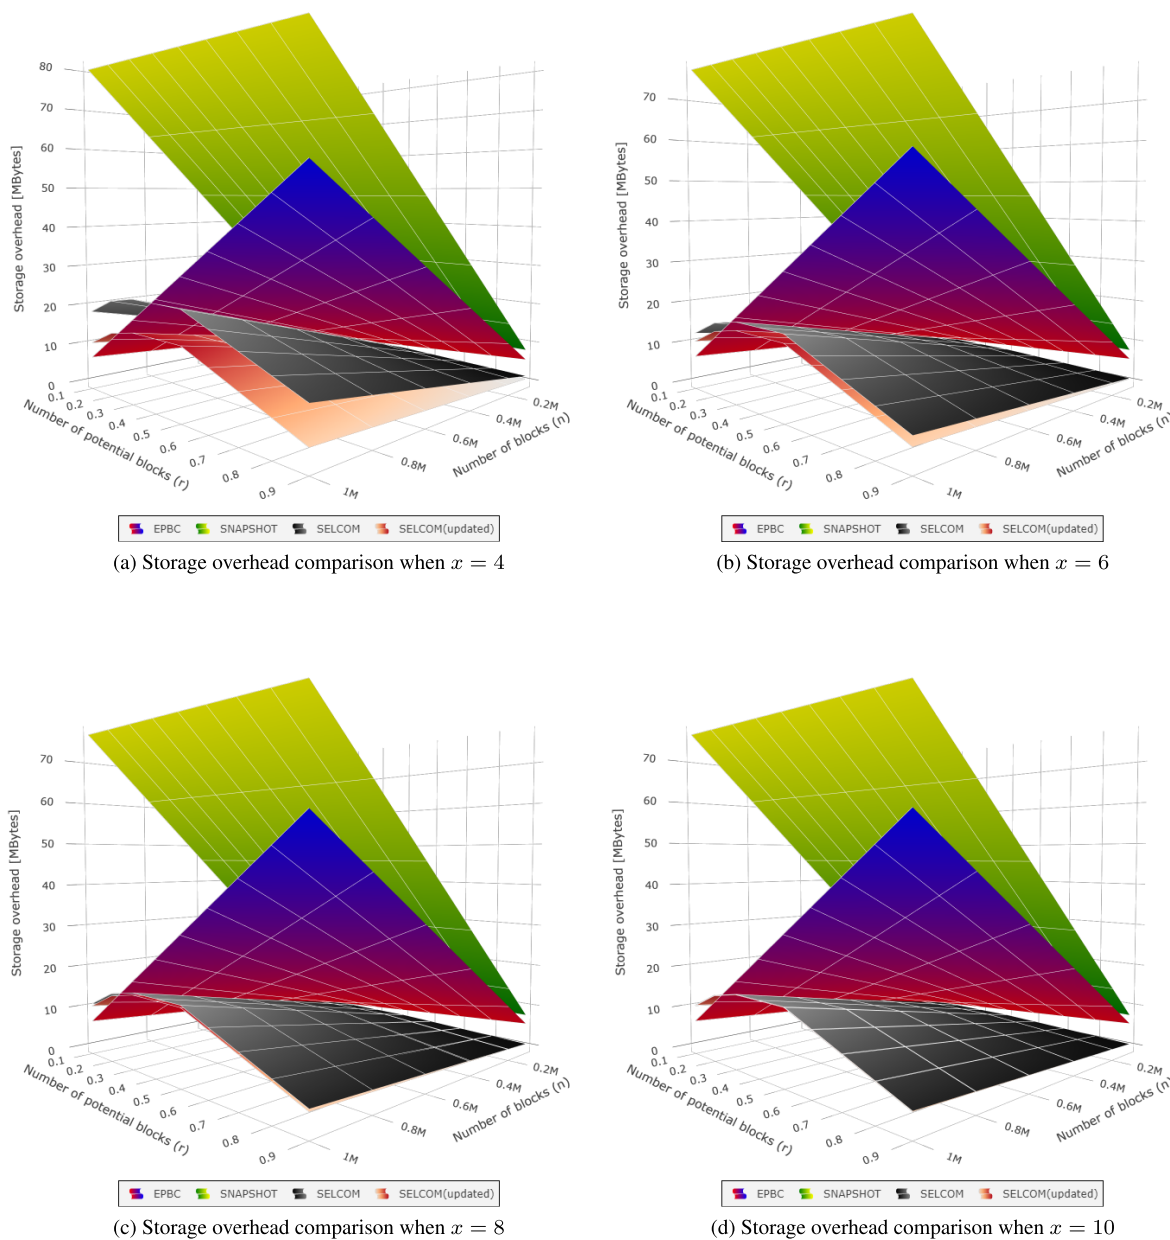 80
70
60
50
40
30
20
10
0
Storage overhead [MBytes]
0.1
0.2
0.3
0.4
0.5
0.6
0.7
0.8
0.9
Number of potential blocks (r)
0.2M
0.4M
0.6M
0.8M
1M
Number of blocks (n)
EPBC SNAPSHOT SELCOM SELCOM(updated)
(a) Storage overhead comparison when x = 4
70
60
50
40
30
20
10
0
Storage overhead [MBytes]
0.1
0.2
0.3
0.4
0.5
0.6
0.7
0.8
0.9
Number of potential blocks (r)
0.2M
0.4M
0.6M
0.8M
1M
Number of blocks (n)
EPBC SNAPSHOT SELCOM SELCOM(updated)
(b) Storage overhead comparison when x = 6
70
60
50
40
30
20
10
0
Storage overhead [MBytes]
0.1
0.2
0.3
0.4
0.6
0.7
0.8
0.9
Number of potential blocks (r)
0.2M
0.4M
0.6M
0.8M
1M
Number of blocks (n)
EPBC SNAPSHOT SELCOM SELCOM(updated)
(c) Storage overhead comparison when x = 8
70
60
50
40
30
20
10
0
Storage overhead [MBytes]
0.1
0.2
0.3
0.4
0.5
0.6
0.7
0.8
0.9
Number of potential blocks (r)
0.2M
0.4M
0.6M
0.8M
1M
Number of blocks (n)
EPBC SNAPSHOT SELCOM SELCOM(updated)
(d) Storage overhead comparison when x = 10